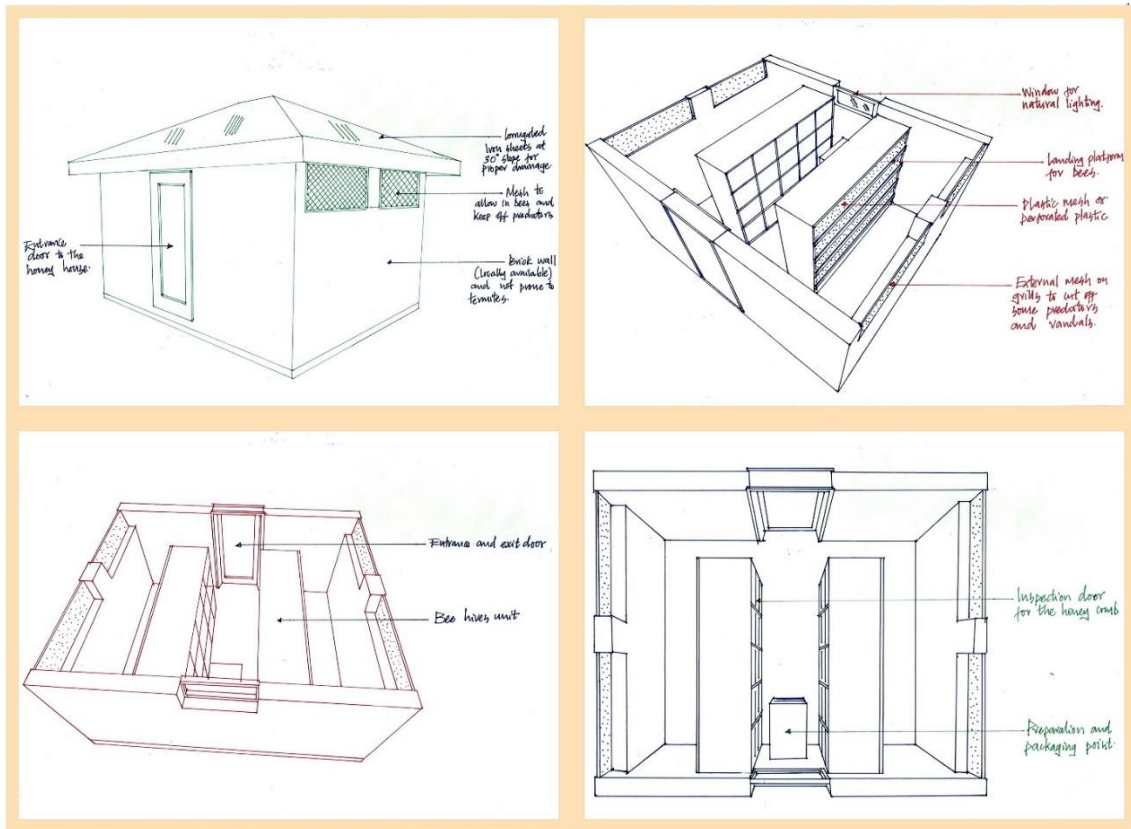 Corrugated
Iron sheets at
30° slope for
proper drainage
Mesh to
allow in bees and
keep off predators
Entrance
door to the
honey house.
Brick wall
(locally available)
and not prone to
termites.
Window for
natural lighting.
Landing platform
for bees.
Plastic mesh or
perforated plastic
External mesh on
grills to cut off
some predators
and vandals.
Entrance and exit door
Bee hives unit
Inspection door
for the honey comb
Preparation and
packaging point.